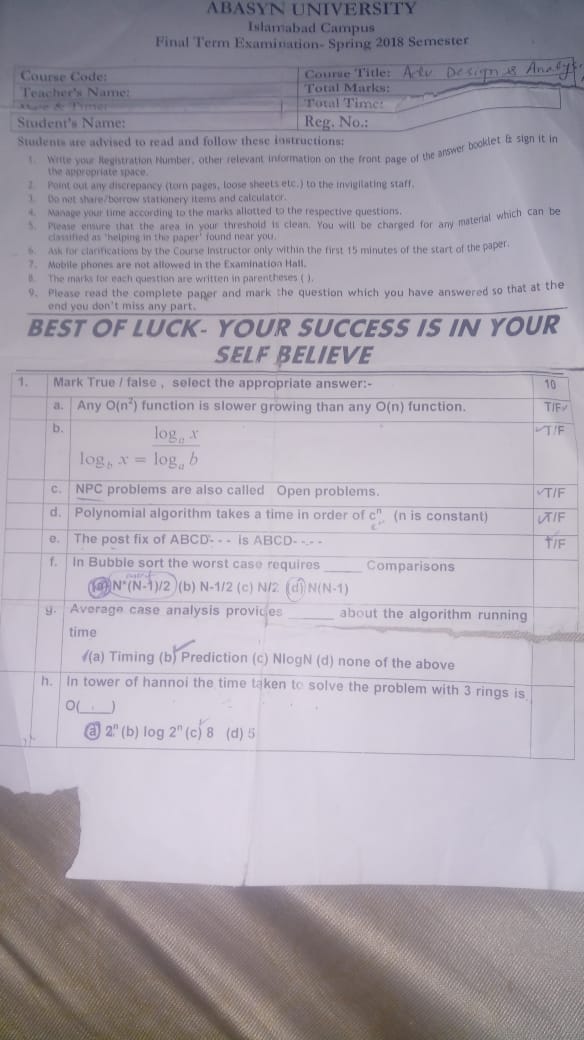 ABASYN UNIVERSITY
Islamabad Campus
Final Term Examination- Spring 2018 Semester
Course Code: Course Title: Adv Design & Analysis
Teacher's Name: Total Marks:
Total Time:
Student's Name: Reg. No.:
Students are advised to read and follow these instructions:
1. Write your Registration Number, other relevant information on the front page of the answer booklet & sign it in
the appropriate space.
2. Point out any discrepancy (torn pages, loose sheets etc.) to the invigilating staff.
3. Do not share/borrow stationery items and calculator.
4. Manage your time according to the marks allotted to the respective questions.
5. Please ensure that the area in your threshold is clean. You will be charged for any material which can be
classified as 'helping in the paper' found near you.
6. Ask for clarifications by the Course Instructor only within the first 15 minutes of the start of the paper.
7. Mobile phones are not allowed in the Examination Hall.
8. The marks for each question are written in parentheses ( ).
9. Please read the complete paper and mark the question which you have answered so that at the
end you don't miss any part.
BEST OF LUCK- YOUR SUCCESS IS IN YOUR
SELF BELIEVE
1. Mark True / false , select the appropriate answer:- 10
a. Any O(n²) function is slower growing than any O(n) function. T/F
b. log_b x = log_a x / log_a b T/F
c. NPC problems are also called Open problems. T/F
d. Polynomial algorithm takes a time in order of cⁿ (n is constant) T/F
e. The post fix of ABCD- - - is ABCD- - - - T/F
f. In Bubble sort the worst case requires _____ Comparisons
(a) N*(N-1)/2 (b) N-1/2 (c) N/2 (d) N(N-1)
g. Average case analysis provides ______ about the algorithm running
time
(a) Timing (b) Prediction (c) NlogN (d) none of the above
h. In tower of hannoi the time taken to solve the problem with 3 rings is
O(____)
(a) 2ⁿ (b) log 2ⁿ (c) 8 (d) 5